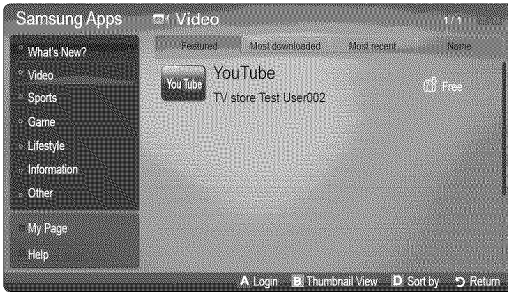 Samsung Apps
Video
1/1
What's New?
Video
Sports
Game
Lifestyle
Information
Other
My Page
Help
Featured
Most downloaded
Most recent
Name
You Tube
YouTube
TV store Test User002
Free
A Login
B Thumbnail View
D Sort by
Return